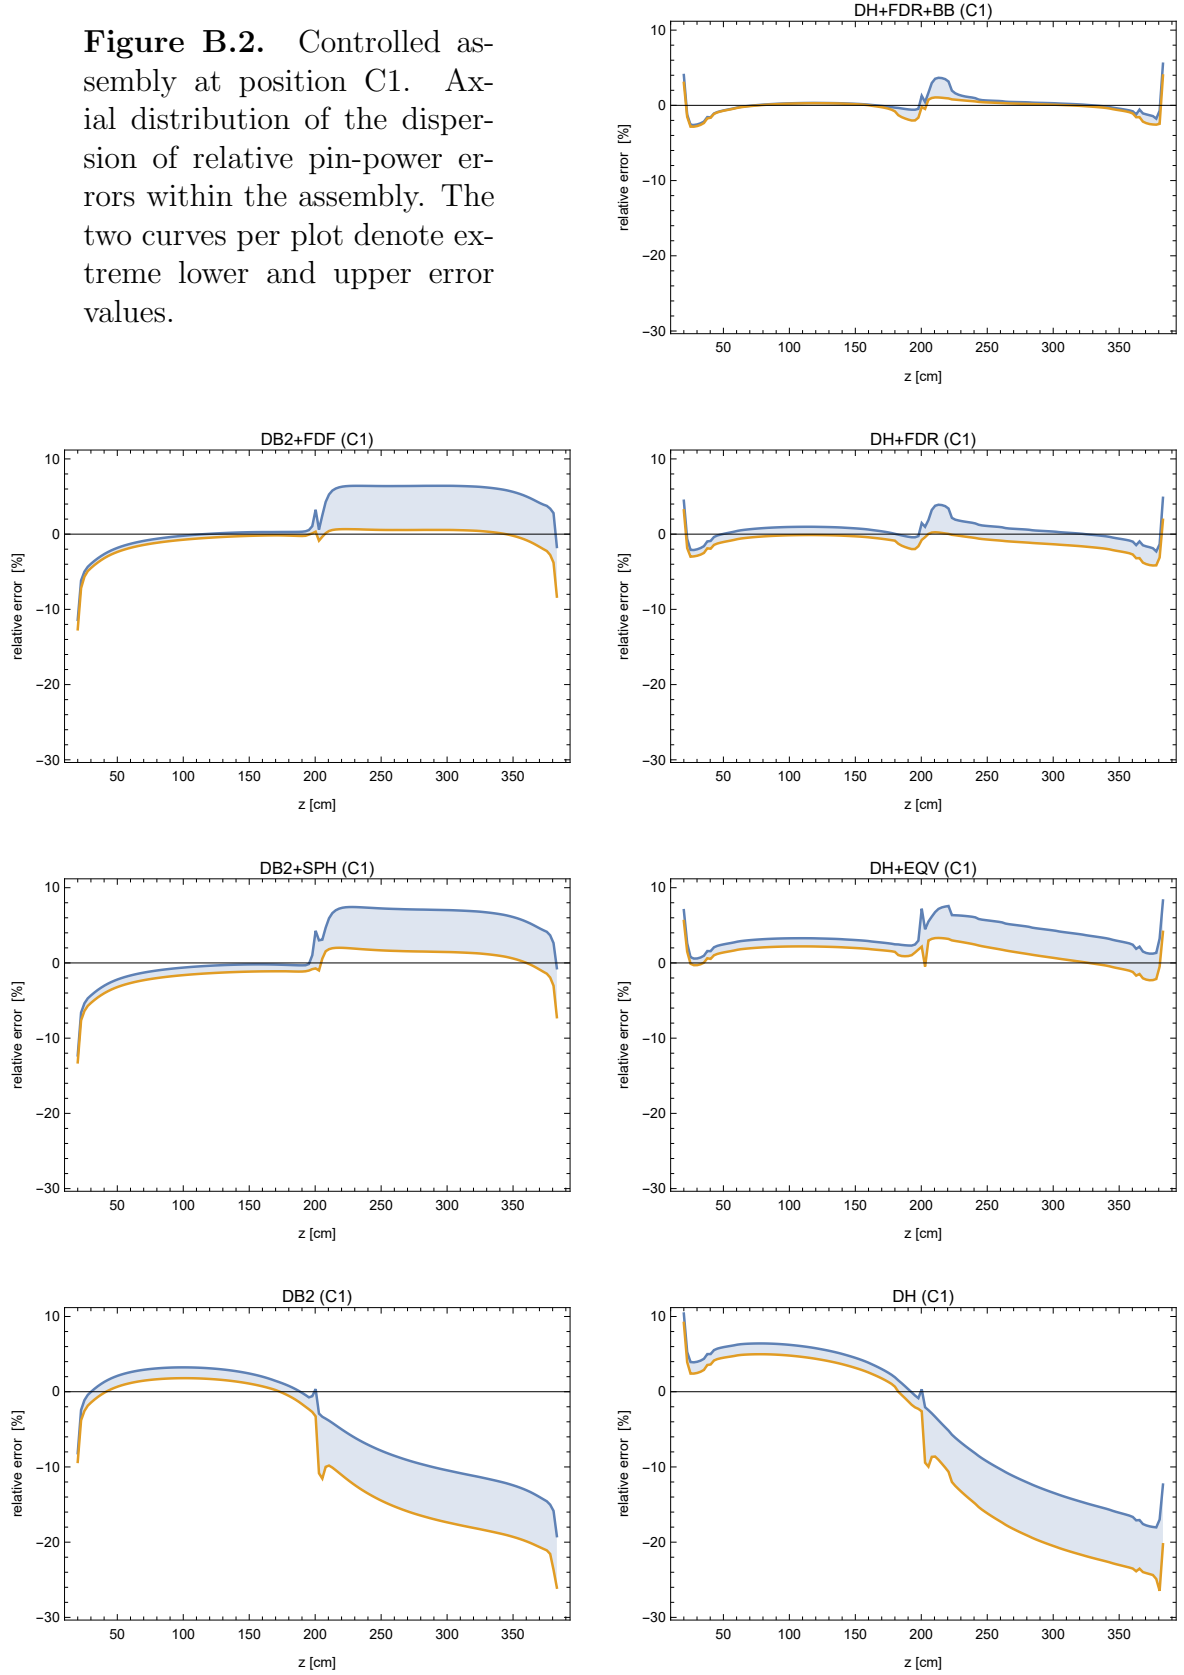 Figure B.2. Controlled as-
sembly at position C1. Ax-
ial distribution of the disper-
sion of relative pin-power er-
rors within the assembly. The
two curves per plot denote ex-
treme lower and upper error
values.
DH+FDR+BB (C1)
10
0
−10
−20
−30
relative error [%]
50 100 150 200 250 300 350
z [cm]
DB2+FDF (C1)
10
0
−10
−20
−30
relative error [%]
50 100 150 200 250 300 350
z [cm]
DH+FDR (C1)
10
0
−10
−20
−30
relative error [%]
50 100 150 200 250 300 350
z [cm]
DB2+SPH (C1)
10
0
−10
−20
−30
relative error [%]
50 100 150 200 250 300 350
z [cm]
DH+EQV (C1)
10
0
−10
−20
−30
relative error [%]
50 100 150 200 250 300 350
z [cm]
DB2 (C1)
10
0
−10
−20
−30
relative error [%]
50 100 150 200 250 300 350
z [cm]
DH (C1)
10
0
−10
−20
−30
relative error [%]
50 100 150 200 250 300 350
z [cm]